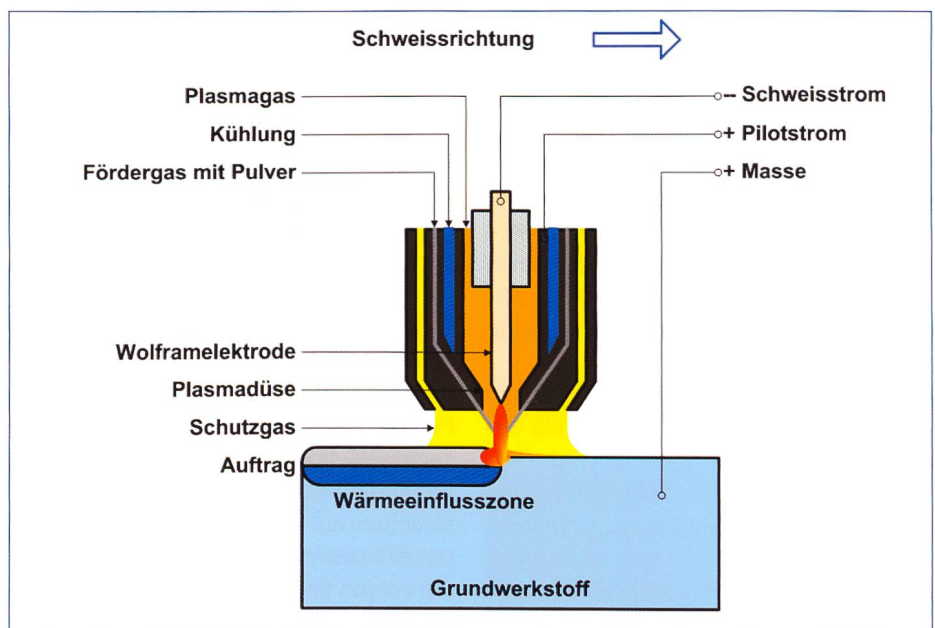 Schweissrichtung
Plasmagas
Kühlung
Fördergas mit Pulver
-- Schweisstrom
+ Pilotstrom
+ Masse
Wolframelektrode
Plasmadüse
Schutzgas
Auftrag
Wärmeeinflusszone
Grundwerkstoff